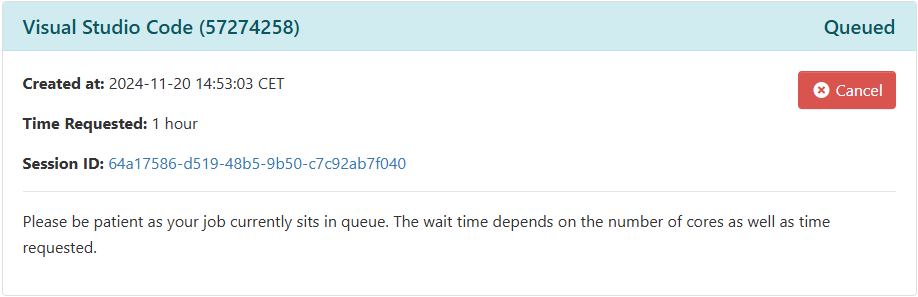 Visual Studio Code (57274258)
Queued
Created at: 2024-11-20 14:53:03 CET
Cancel
Time Requested: 1 hour
Session ID: 64a17586-d519-48b5-9b50-c7c92ab7f040
Please be patient as your job currently sits in queue. The wait time depends on the number of cores as well as time
requested.